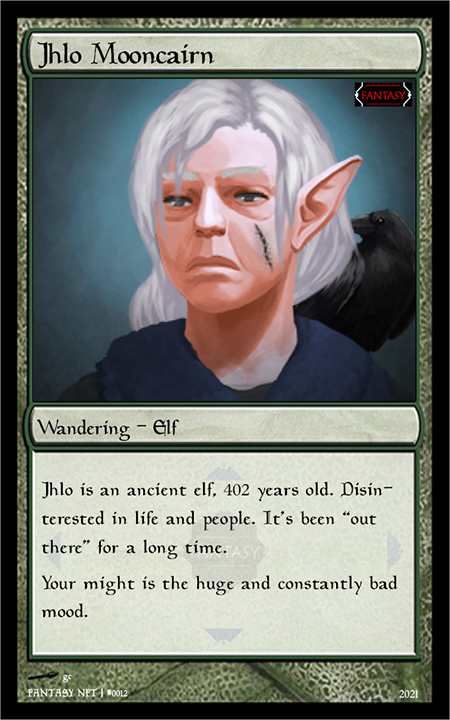 Jhlo Mooncairn
FANTASY
Wandering - Elf
Jhlo is an ancient elf, 402 years old. Disin-
terested in life and people. It's been "out
there" for a long time.
FANTASY
Your might is the huge and constantly bad
mood.
gc
FANTASY NFT | #0012
2021